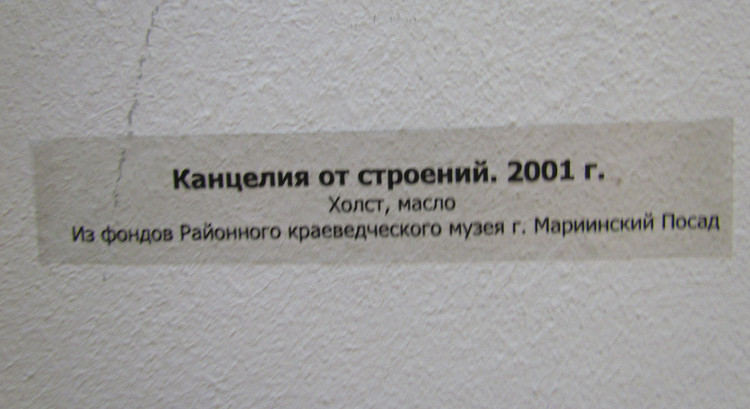 Канцелия от строений. 2001 г.
Холст, масло
Из фондов Районного краеведческого музея г. Мариинский Посад